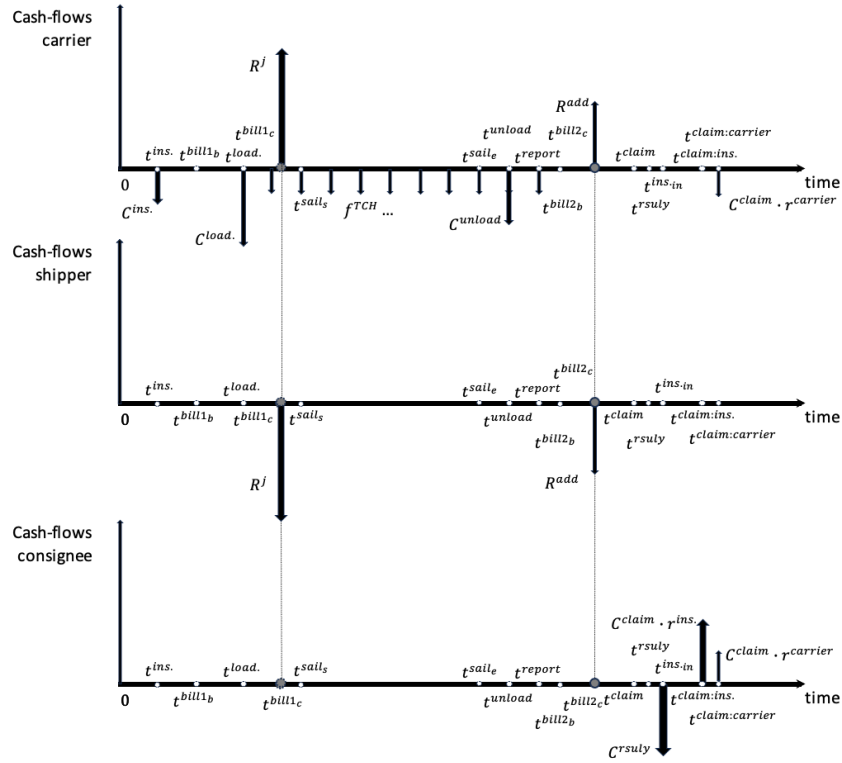 Cash-flows
carrier
R^j
R^add
t^bill1_c
t^unload
t^bill2_c
t^claim:carrier
t^ins.
t^bill1_b
t^load.
t^sail_e
t^report
t^claim
t^claim:ins.
0
time
C^ins.
t^sail_s
f^TCH ...
C^unload
t^bill2_b
t^ins.in
t^rsuly
C^claim · r^carrier
C^load.
Cash-flows
shipper
t^bill2_c
t^ins.
t^load.
t^sail_e
t^report
t^ins.in
0
t^bill1_b
t^bill1_c
t^sail_s
t^unload
t^claim
t^claim:ins.
time
t^bill2_b
t^rsuly
t^claim:carrier
R^j
R^add
Cash-flows
consignee
C^claim · r^ins.
t^rsuly
C^claim · r^carrier
t^ins.
t^load.
t^sail_s
t^sail_e
t^report
t^ins.in
0
t^bill1_b
t^bill1_c
t^unload
t^bill2_c
t^claim
t^claim:ins.
time
t^bill2_b
t^claim:carrier
C^rsuly